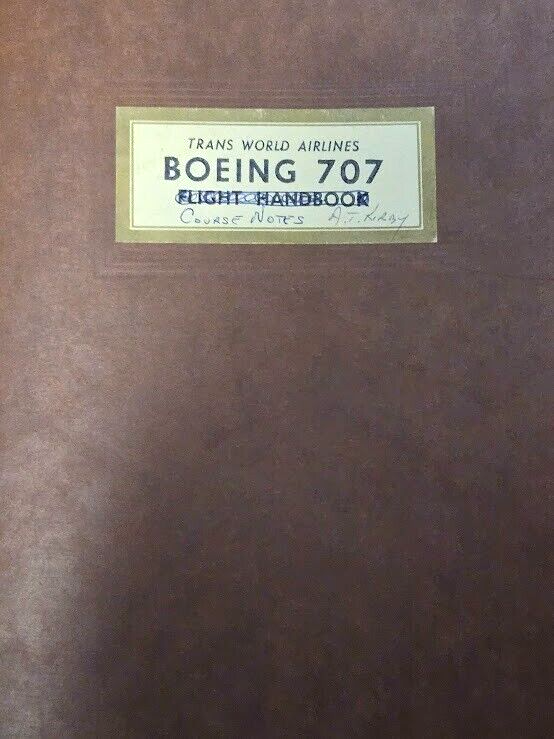 TRANS WORLD AIRLINES
BOEING 707
FLIGHT HANDBOOK
COURSE NOTES A.J. KIRBY